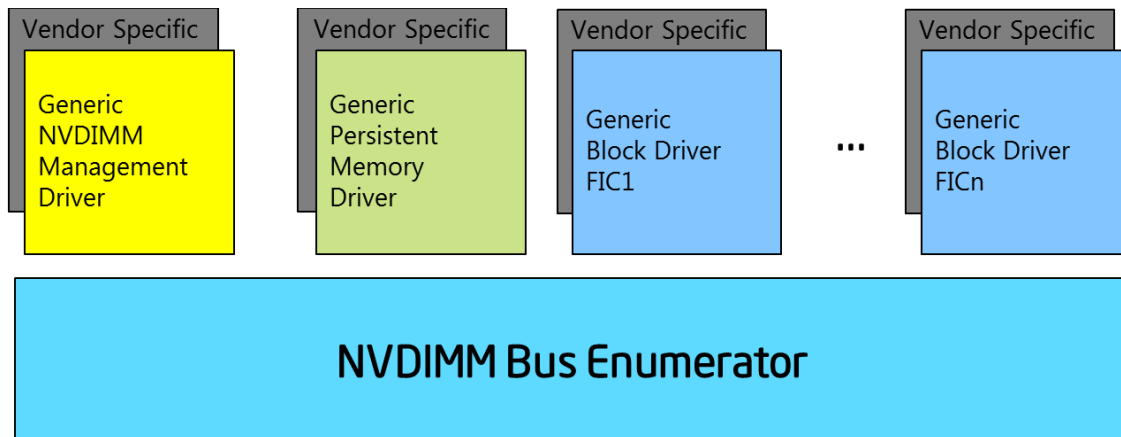 Vendor Specific
Generic
NVDIMM
Management
Driver
Vendor Specific
Generic
Persistent
Memory
Driver
Vendor Specific
Generic
Block Driver
FIC1
...
Vendor Specific
Generic
Block Driver
FICn
NVDIMM Bus Enumerator